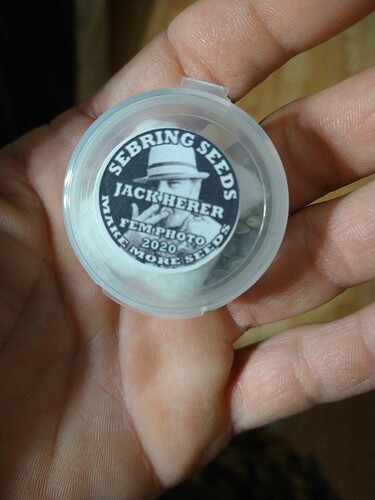 SEBRING SEEDS
JACK HERER
FEM PHOTO
2020
MAKE MORE SEEDS